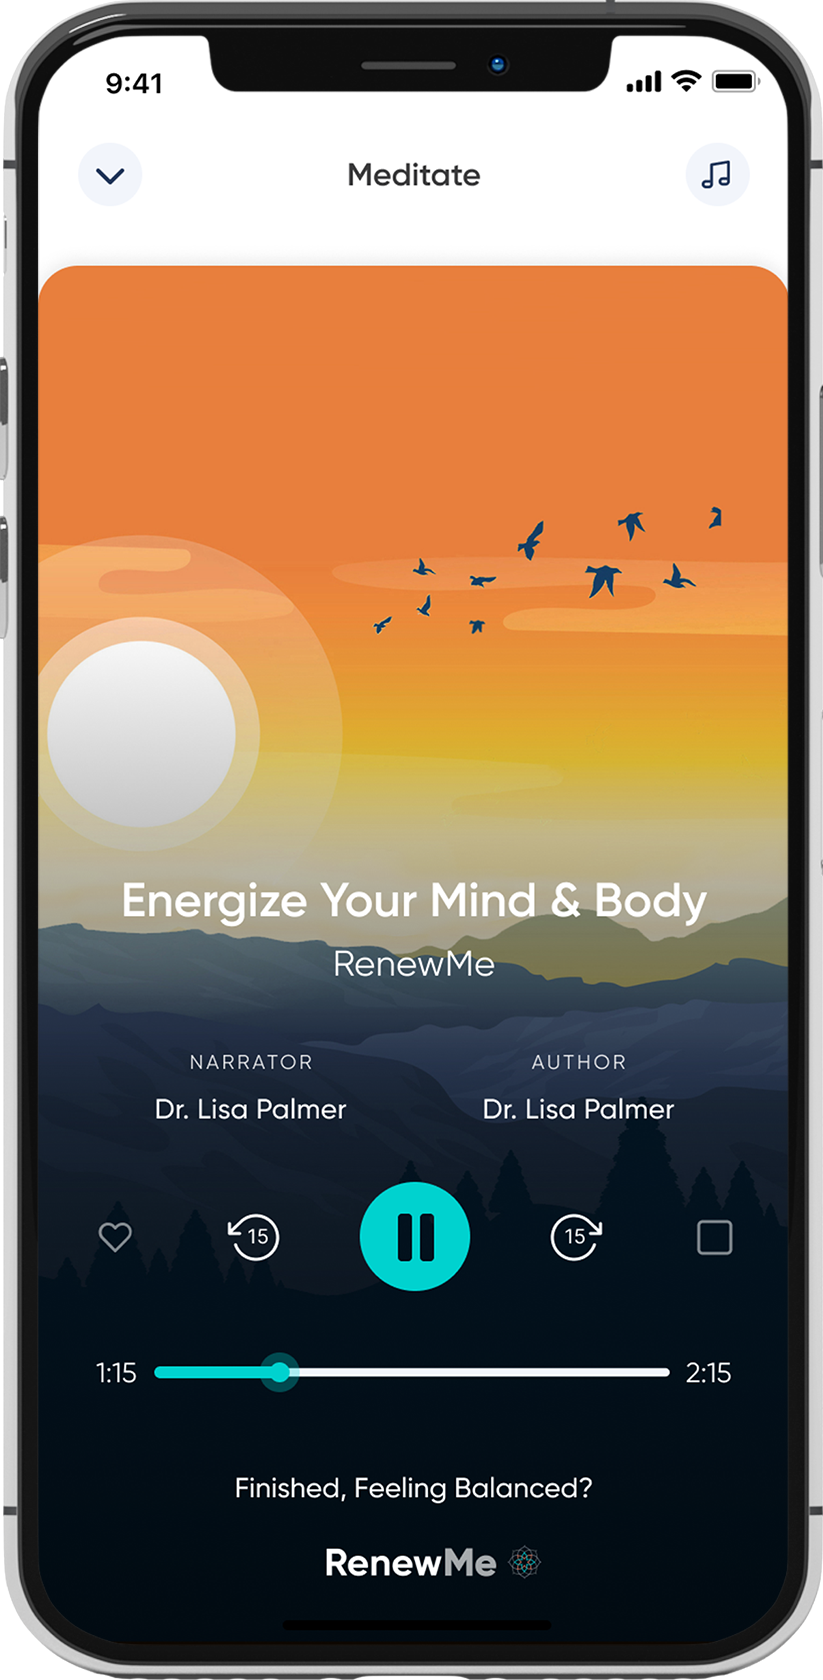 9:41
Meditate
Energize Your Mind & Body
RenewMe
NARRATOR
AUTHOR
Dr. Lisa Palmer
Dr. Lisa Palmer
15
15
1:15
2:15
Finished, Feeling Balanced?
RenewMe